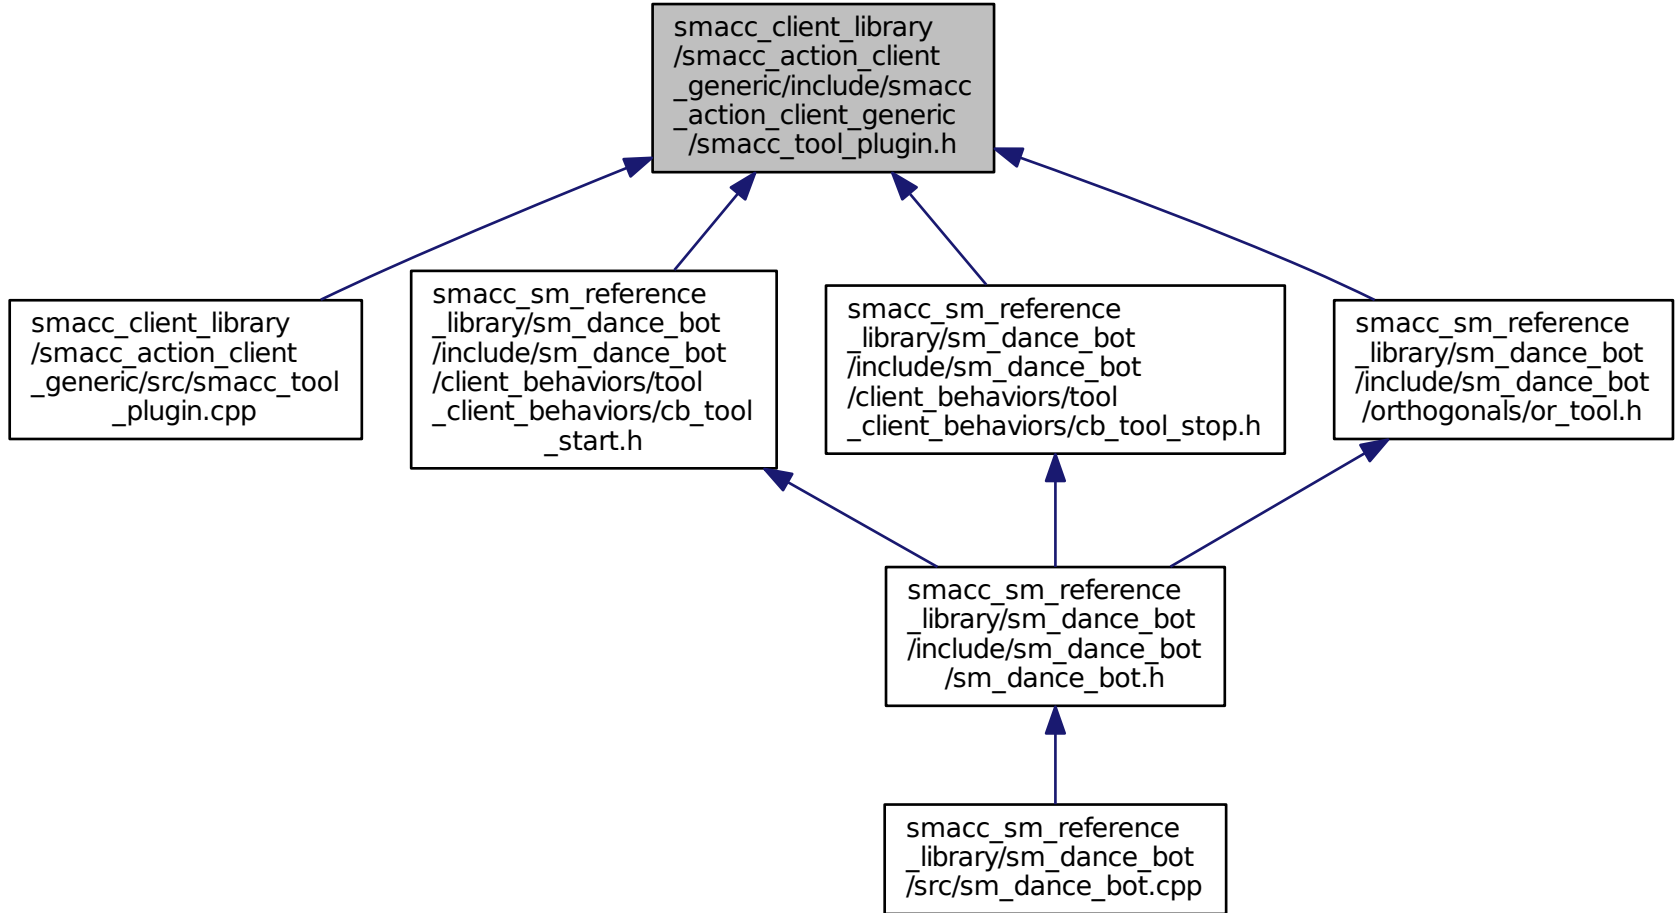 smacc_client_library
/smacc_action_client
_generic/include/smacc
_action_client_generic
/smacc_tool_plugin.h
smacc_client_library
/smacc_action_client
_generic/src/smacc_tool
_plugin.cpp
smacc_sm_reference
_library/sm_dance_bot
/include/sm_dance_bot
/client_behaviors/tool
_client_behaviors/cb_tool
_start.h
smacc_sm_reference
_library/sm_dance_bot
/include/sm_dance_bot
/client_behaviors/tool
_client_behaviors/cb_tool_stop.h
smacc_sm_reference
_library/sm_dance_bot
/include/sm_dance_bot
/orthogonals/or_tool.h
smacc_sm_reference
_library/sm_dance_bot
/include/sm_dance_bot
/sm_dance_bot.h
smacc_sm_reference
_library/sm_dance_bot
/src/sm_dance_bot.cpp